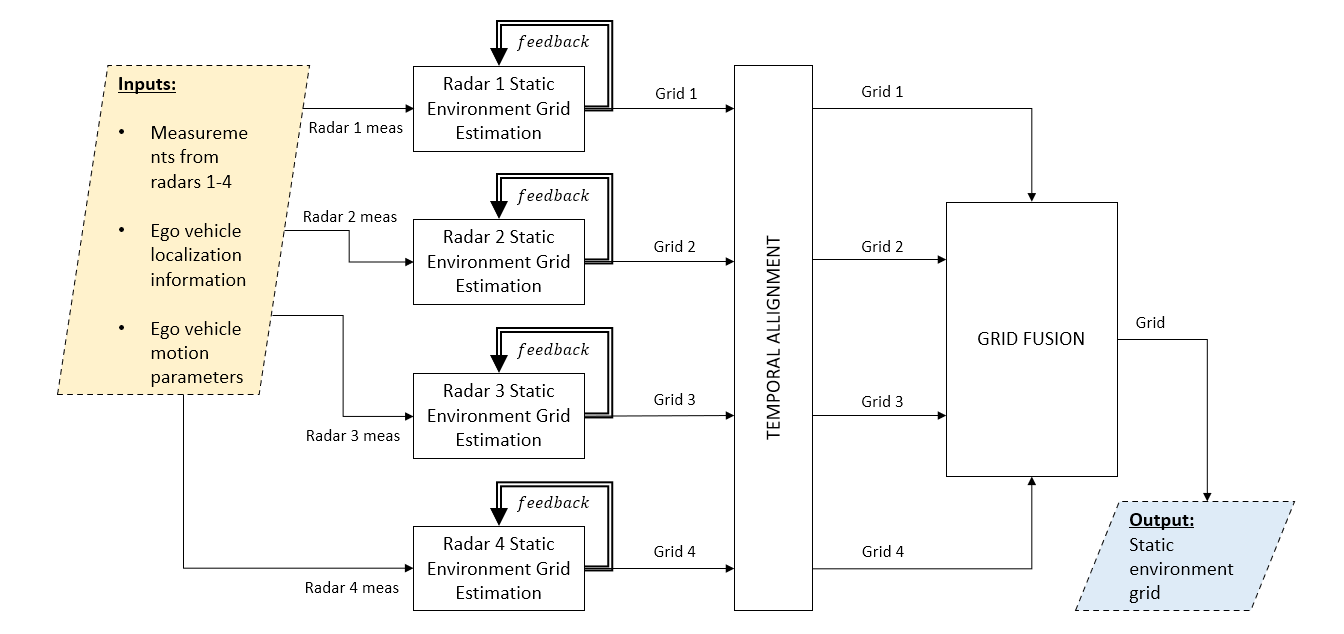 Inputs:
• Measureme
nts from
radars 1-4
• Ego vehicle
localization
information
• Ego vehicle
motion
parameters
Radar 1 meas
Radar 2 meas
Radar 3 meas
Radar 4 meas
feedback
Radar 1 Static
Environment Grid
Estimation
feedback
Radar 2 Static
Environment Grid
Estimation
feedback
Radar 3 Static
Environment Grid
Estimation
feedback
Radar 4 Static
Environment Grid
Estimation
Grid 1
Grid 2
Grid 3
Grid 4
TEMPORAL ALLIGNMENT
Grid 1
Grid 2
Grid 3
Grid 4
GRID FUSION
Grid
Output:
Static
environment
grid